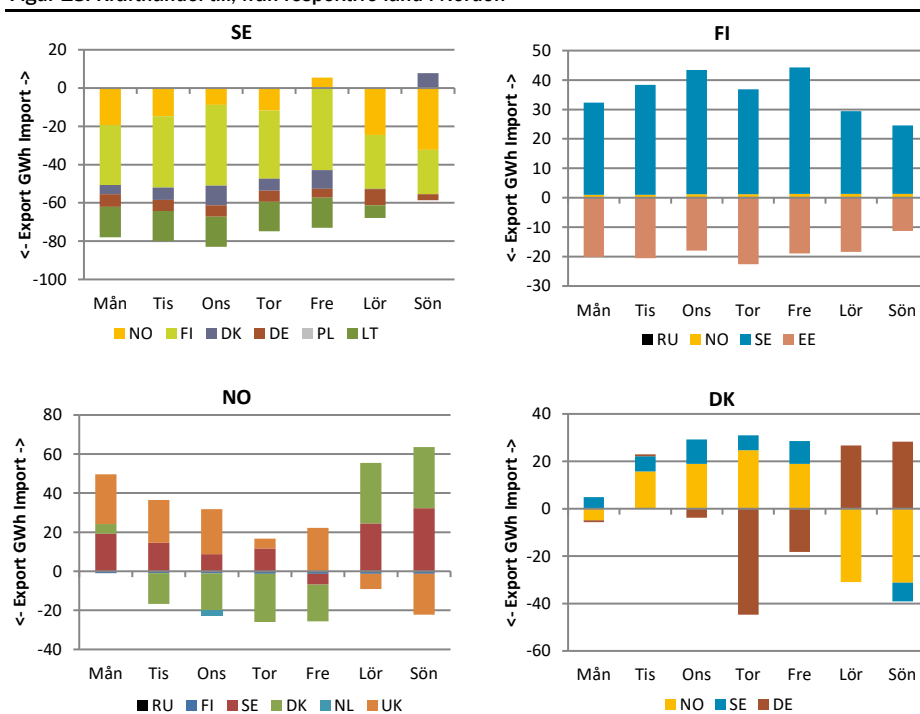 SE
20
0
-20
-40
-60
-80
-100
<- Export GWh Import ->
Mån Tis Ons Tor Fre Lör Sön
NO FI DK DE PL LT
FI
50
40
30
20
10
0
-10
-20
-30
<- Export GWh Import ->
Mån Tis Ons Tor Fre Lör Sön
RU NO SE EE
NO
80
60
40
20
0
-20
-40
<- Export GWh Import ->
Mån Tis Ons Tor Fre Lör Sön
RU FI SE DK NL UK
DK
40
20
0
-20
-40
-60
<- Export GWh Import ->
Mån Tis Ons Tor Fre Lör Sön
NO SE DE